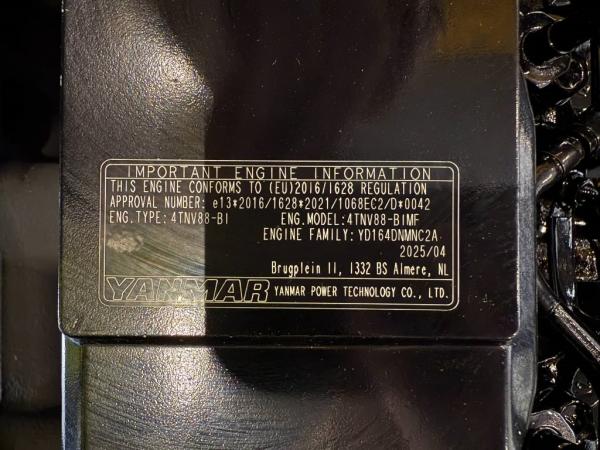 IMPORTANT ENGINE INFORMATION
THIS ENGINE CONFORMS TO (EU)2016/1628 REGULATION
APPROVAL NUMBER: e13*2016/1628*2021/1068EC2/D*0042
ENG.TYPE: 4TNV88-BI ENG.MODEL:4TNV88-BIMF
ENGINE FAMILY: YD164DNMNC2A
2025/04
Brugplein 11, 1332 BS Almere, NL
YANMAR YANMAR POWER TECHNOLOGY CO., LTD.